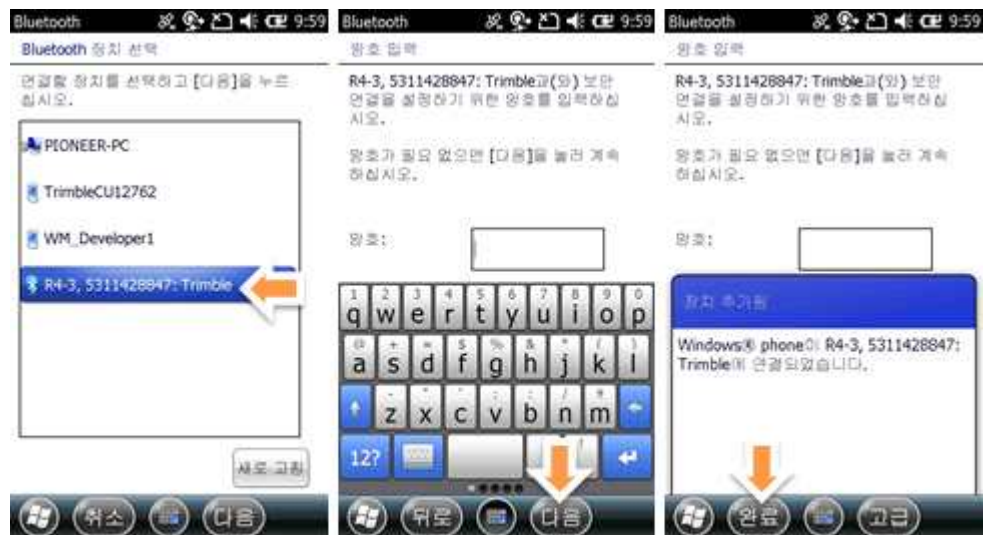 Bluetooth 9:59
Bluetooth 장치 선택
연결할 장치를 선택하고 [다음]을 누르
십시오.
PIONEER-PC
TrimbleCU12762
WM_Developer1
R4-3, 5311428847: Trimble
새로 고침
취소 다음
Bluetooth 9:59
암호 입력
R4-3, 5311428847: Trimble과(와) 보안
연결을 설정하기 위한 암호를 입력하십
시오.
암호가 필요 없으면 [다음]을 눌러 계속
하십시오.
암호:
1 2 3 4 5 6 7 8 9 0
q w e r t y u i o p
a s d f g h j k l
z x c v b n m
12?
뒤로 다음
Bluetooth 9:59
암호 입력
R4-3, 5311428847: Trimble과(와) 보안
연결을 설정하기 위한 암호를 입력하십
시오.
암호가 필요 없으면 [다음]을 눌러 계속
하십시오.
암호:
장치 추가됨
Windows® phone이 R4-3, 5311428847:
Trimble에 연결되었습니다.
완료 고급